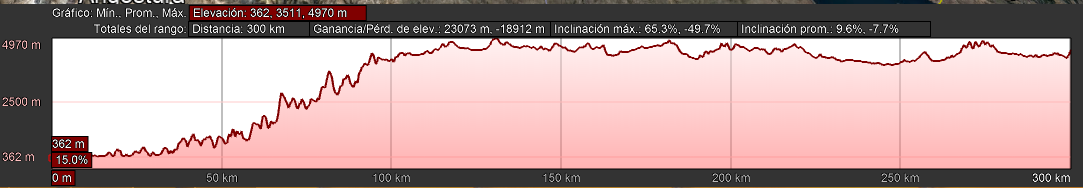 Gráfico: Mín., Prom., Máx. Elevación: 362, 3511, 4970 m
Totales del rango: Distancia: 300 km Ganancia/Pérd. de elev.: 23073 m, -18912 m Inclinación máx.: 65.3%, -49.7% Inclinación prom.: 9.6%, -7.7%
4970 m
2500 m
362 m
362 m
15.0%
0 m 50 km 100 km 150 km 200 km 250 km 300 km